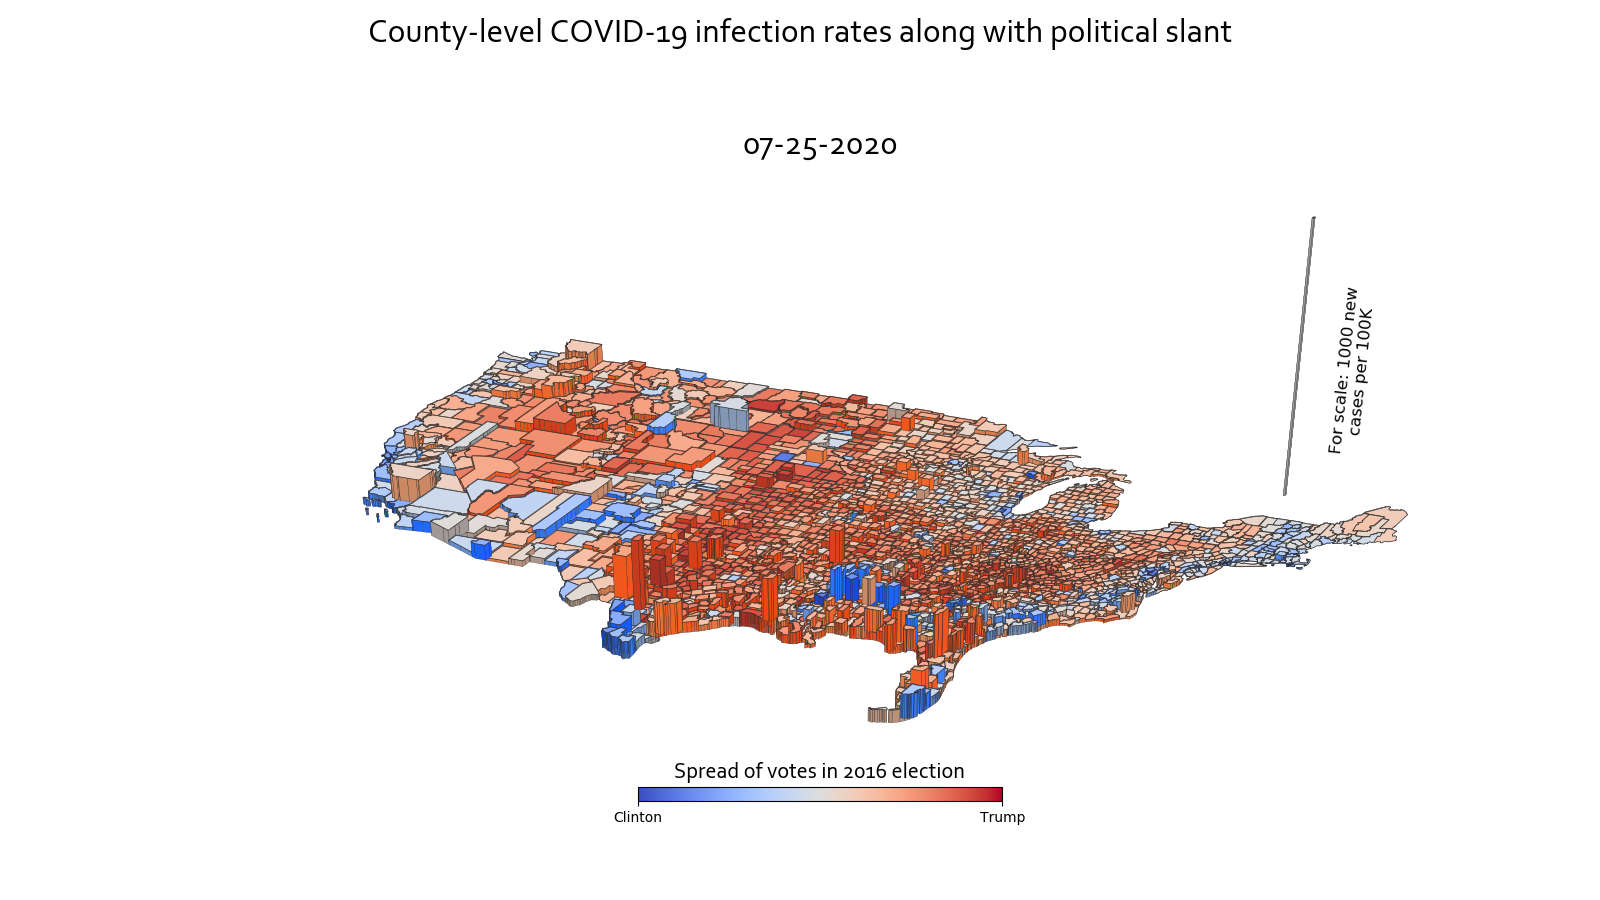 County-level COVID-19 infection rates along with political slant
07-25-2020
For scale: 1000 new
cases per 100K
Spread of votes in 2016 election
Clinton
Trump